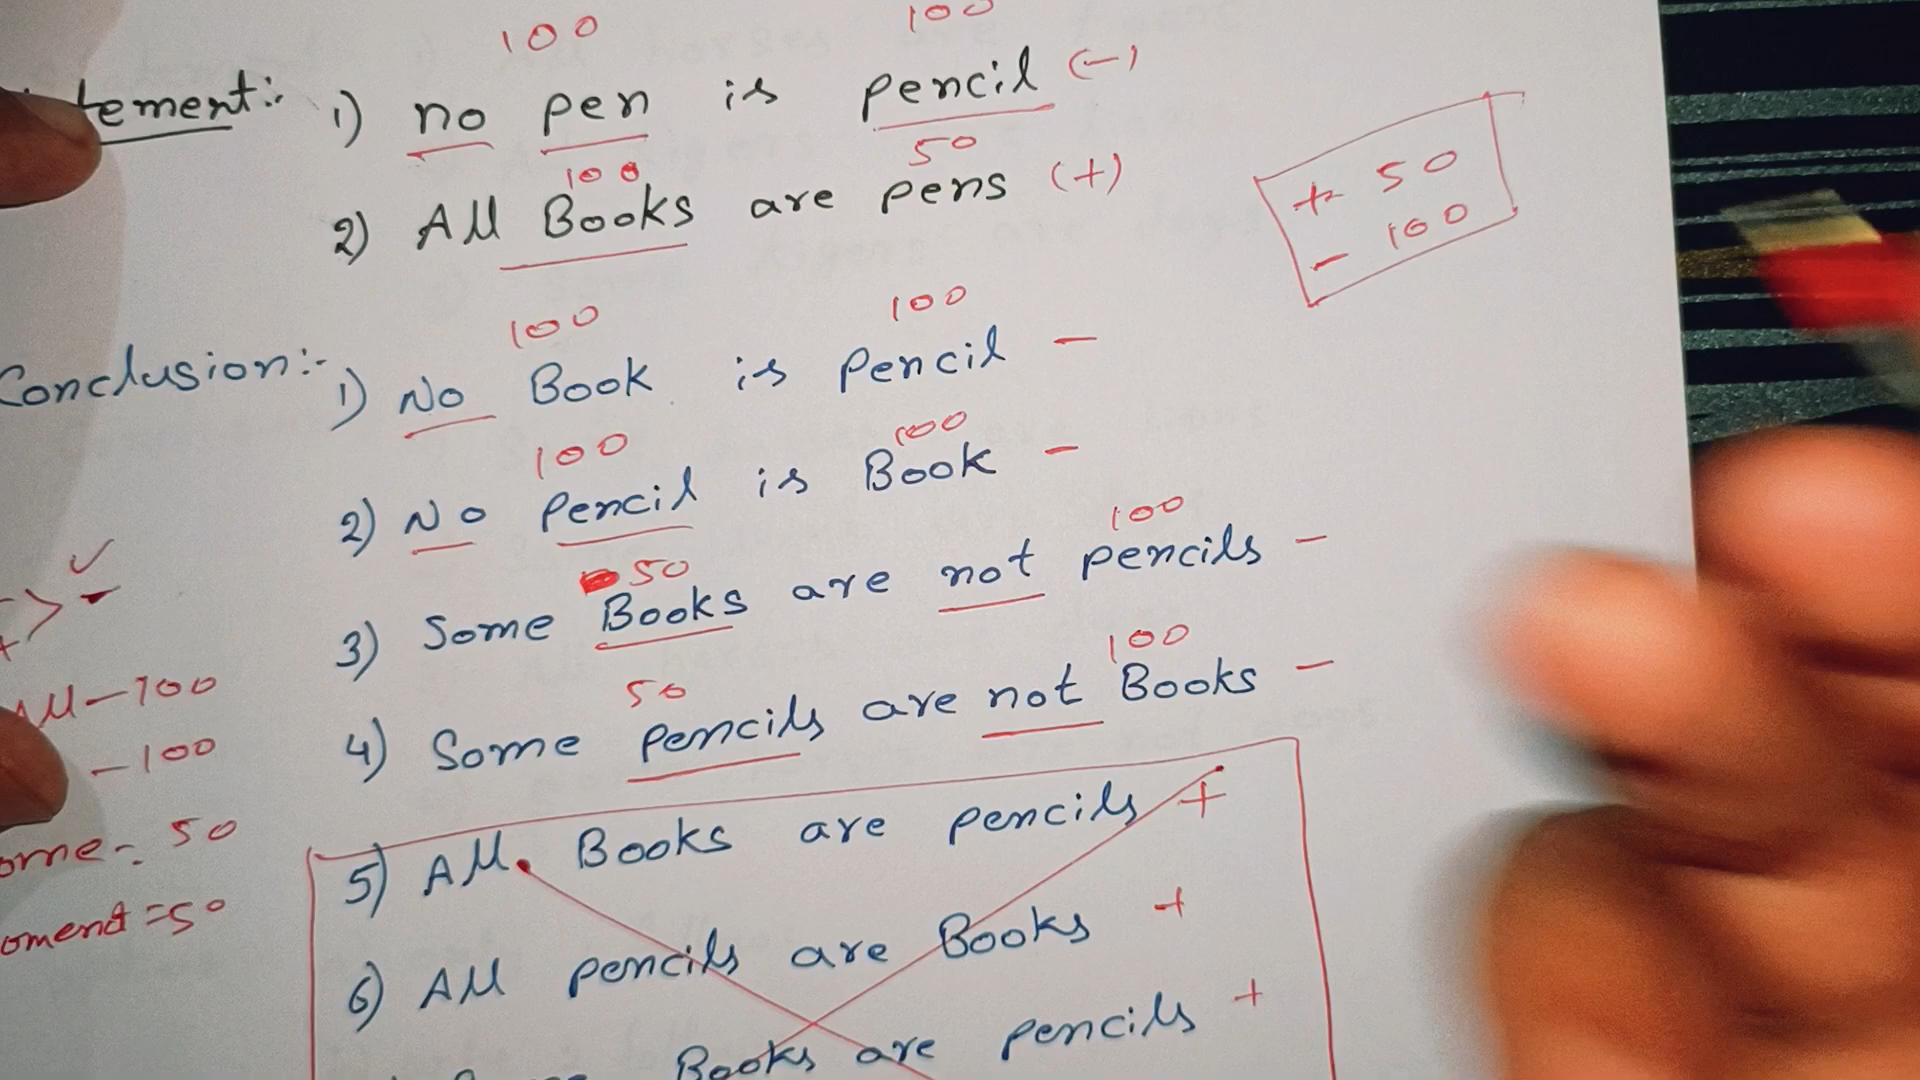 100 100
tement:- 1) no pen is pencil (-)
100 50
2) All Books are pens (+)
+ 50
- 100
100 100
Conclusion:- 1) No Book is Pencil -
100 100
2) No Pencil is Book -
50 100
3) Some Books are not pencils -
50 100
4) Some pencils are not Books -
All - 100
- 100
ome - 50
omenot = 50
5) All Books are pencils +
6) All pencils are Books +
Books are pencils +